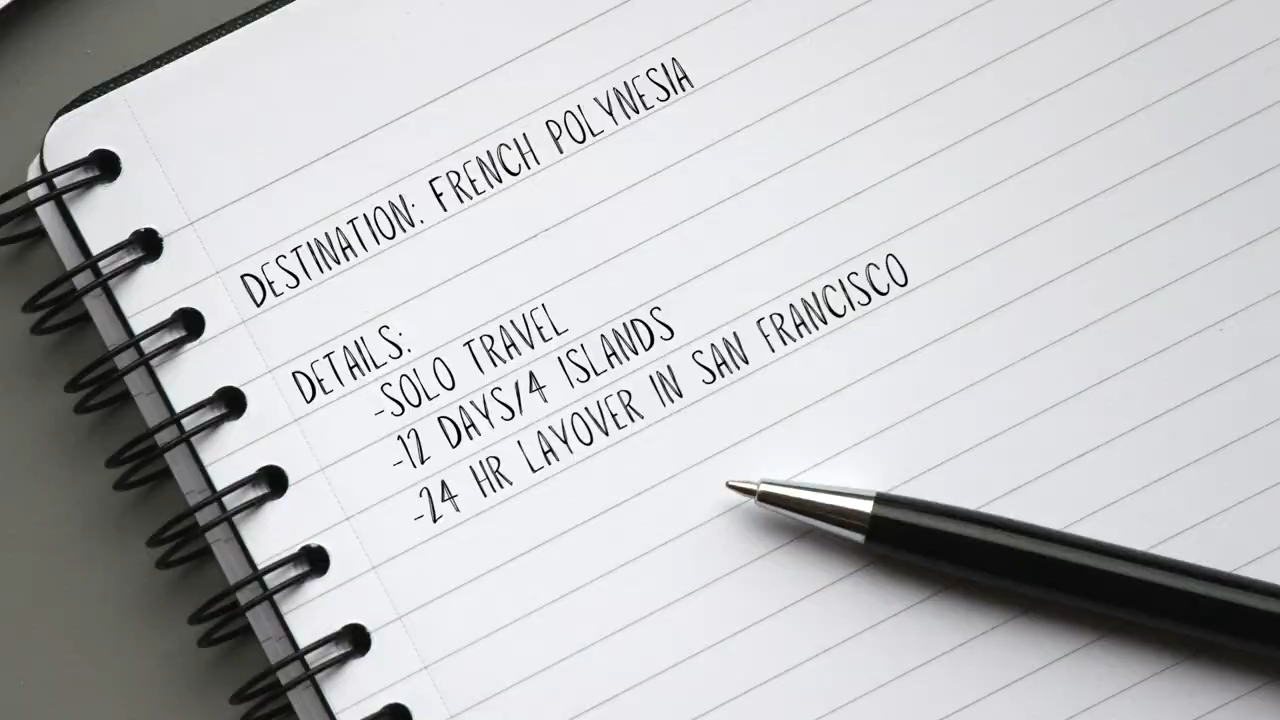 DESTINATION: FRENCH POLYNESIA
DETAILS:
-SOLO TRAVEL
-12 DAYS/4 ISLANDS
-24 HR LAYOVER IN SAN FRANCISCO